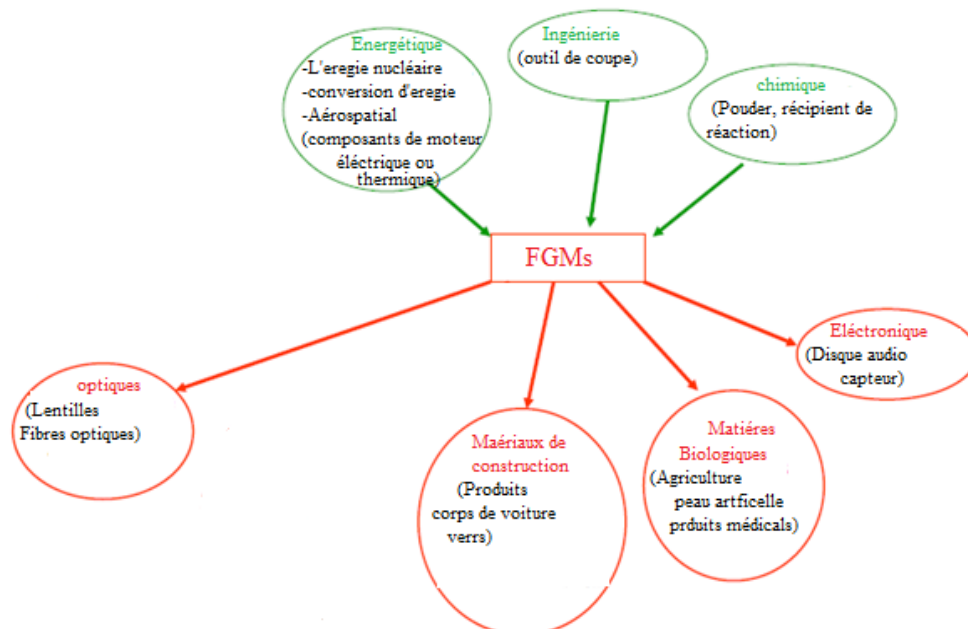 Energétique
-L'eregie nucléaire
-conversion d'eregie
-Aérospatial
(composants de moteur
éléctrique ou
thermique)
Ingénierie
(outil de coupe)
chimique
(Pouder, récipient de
réaction)
FGMs
optiques
(Lentilles
Fibres optiques)
Maériaux de
construction
(Produits
corps de voiture
verrs)
Matiéres
Biologiques
(Agriculture
peau artficelle
prduits médicals)
Eléctronique
(Disque audio
capteur)